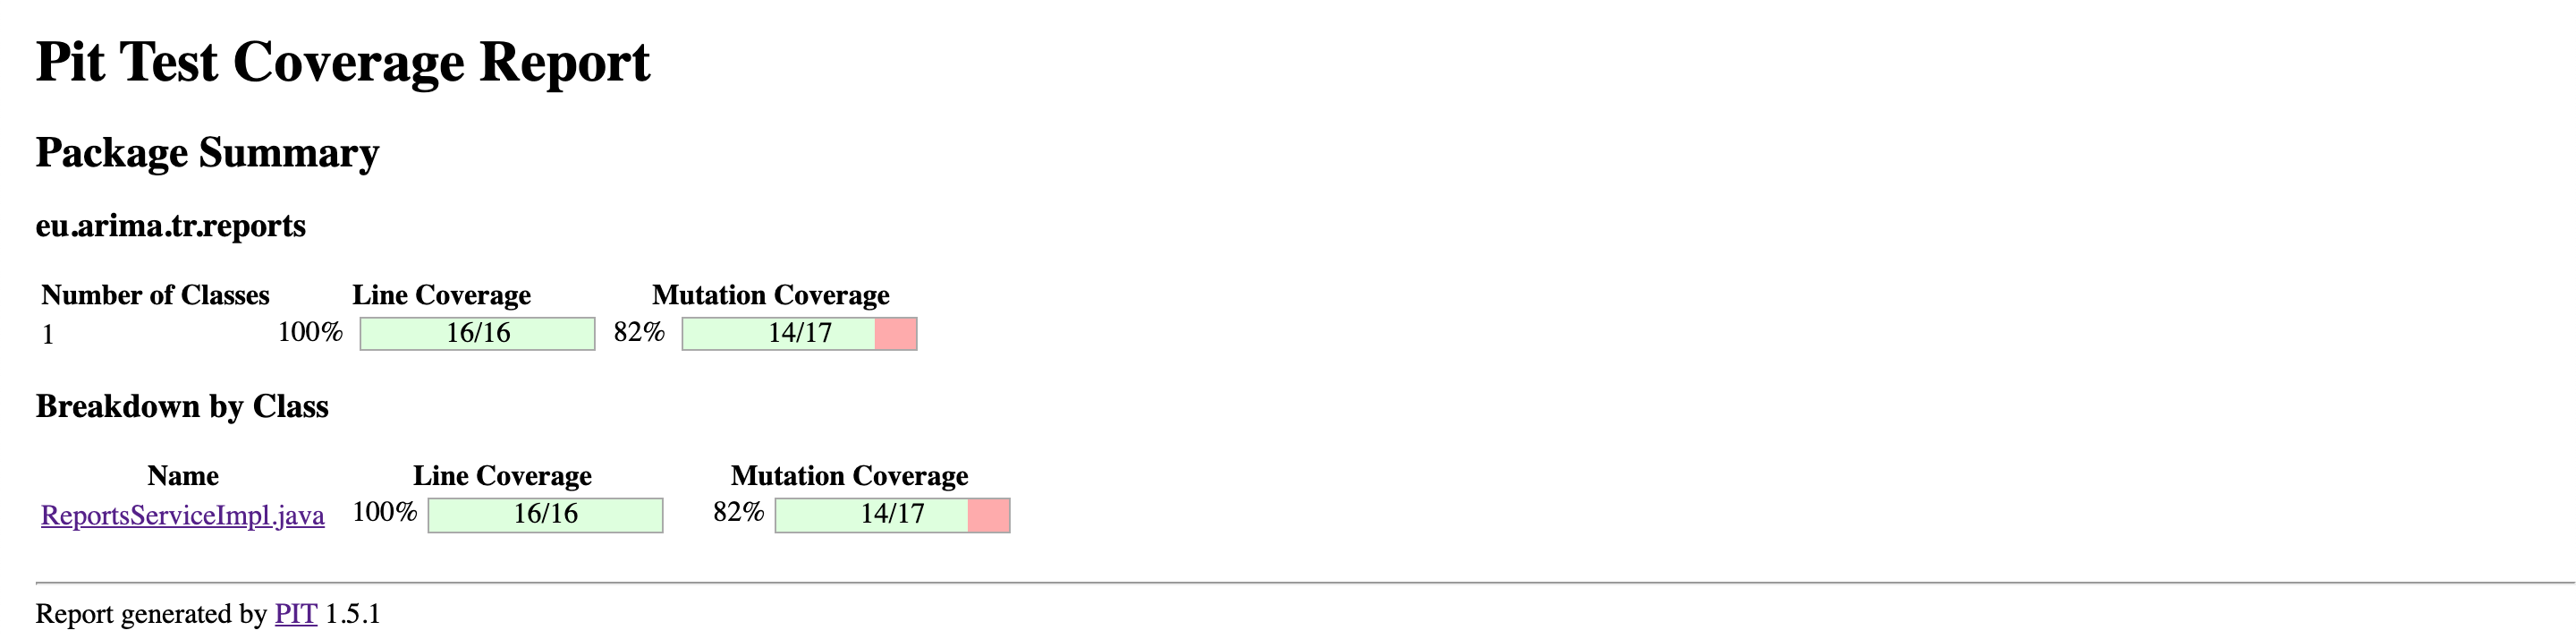 Pit Test Coverage Report
Package Summary
eu.arima.tr.reports
Number of Classes Line Coverage Mutation Coverage
1 100% 16/16 82% 14/17
Breakdown by Class
Name Line Coverage Mutation Coverage
ReportsServiceImpl.java 100% 16/16 82% 14/17
Report generated by PIT 1.5.1